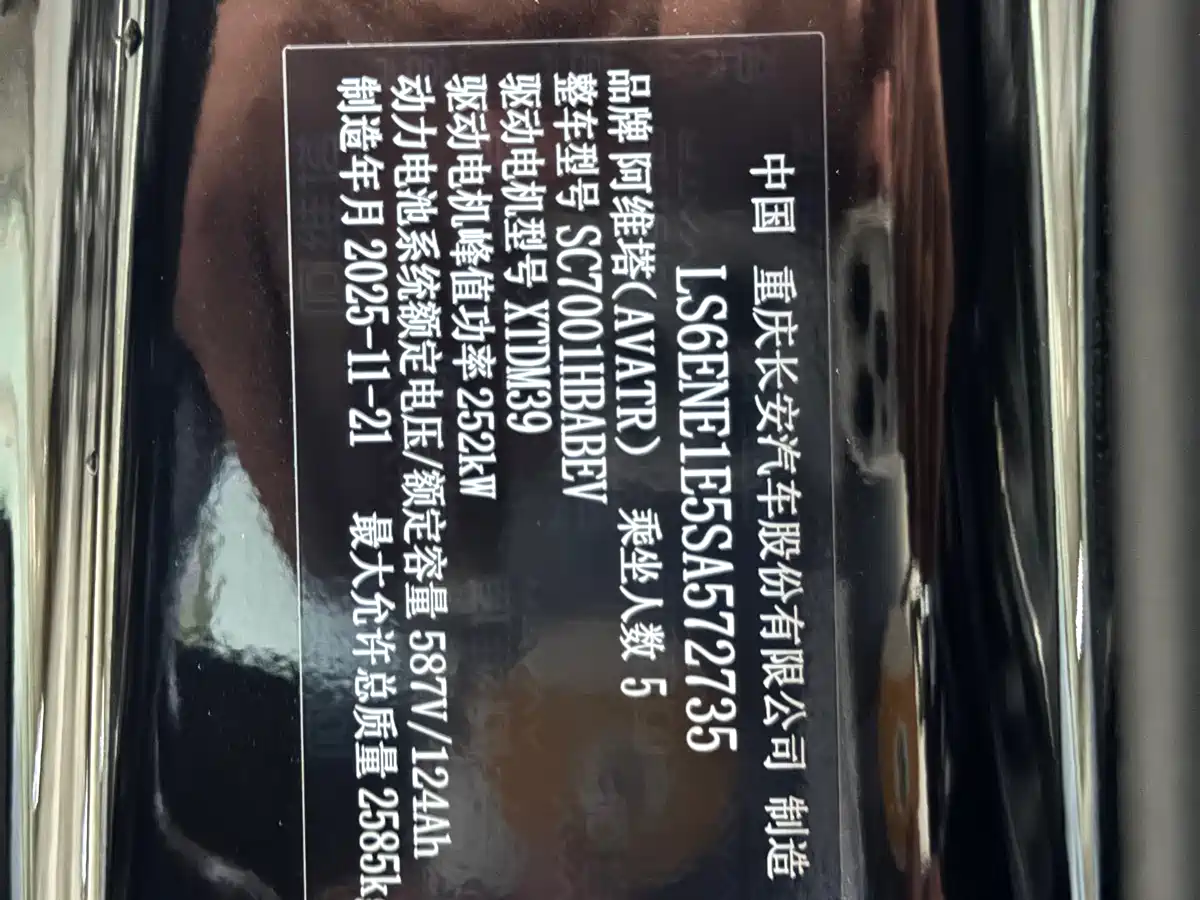 中国 重庆长安汽车股份有限公司 制造
LS6ENE1E5SA572735
品牌 阿维塔(AVATR) 乘坐人数 5
整车型号 SC7001HBABEV
驱动电机型号 XTDM39
驱动电机峰值功率 252kW
动力电池系统额定电压/额定容量 587V/124Ah
制造年月 2025-11-21 最大允许总质量 2585k